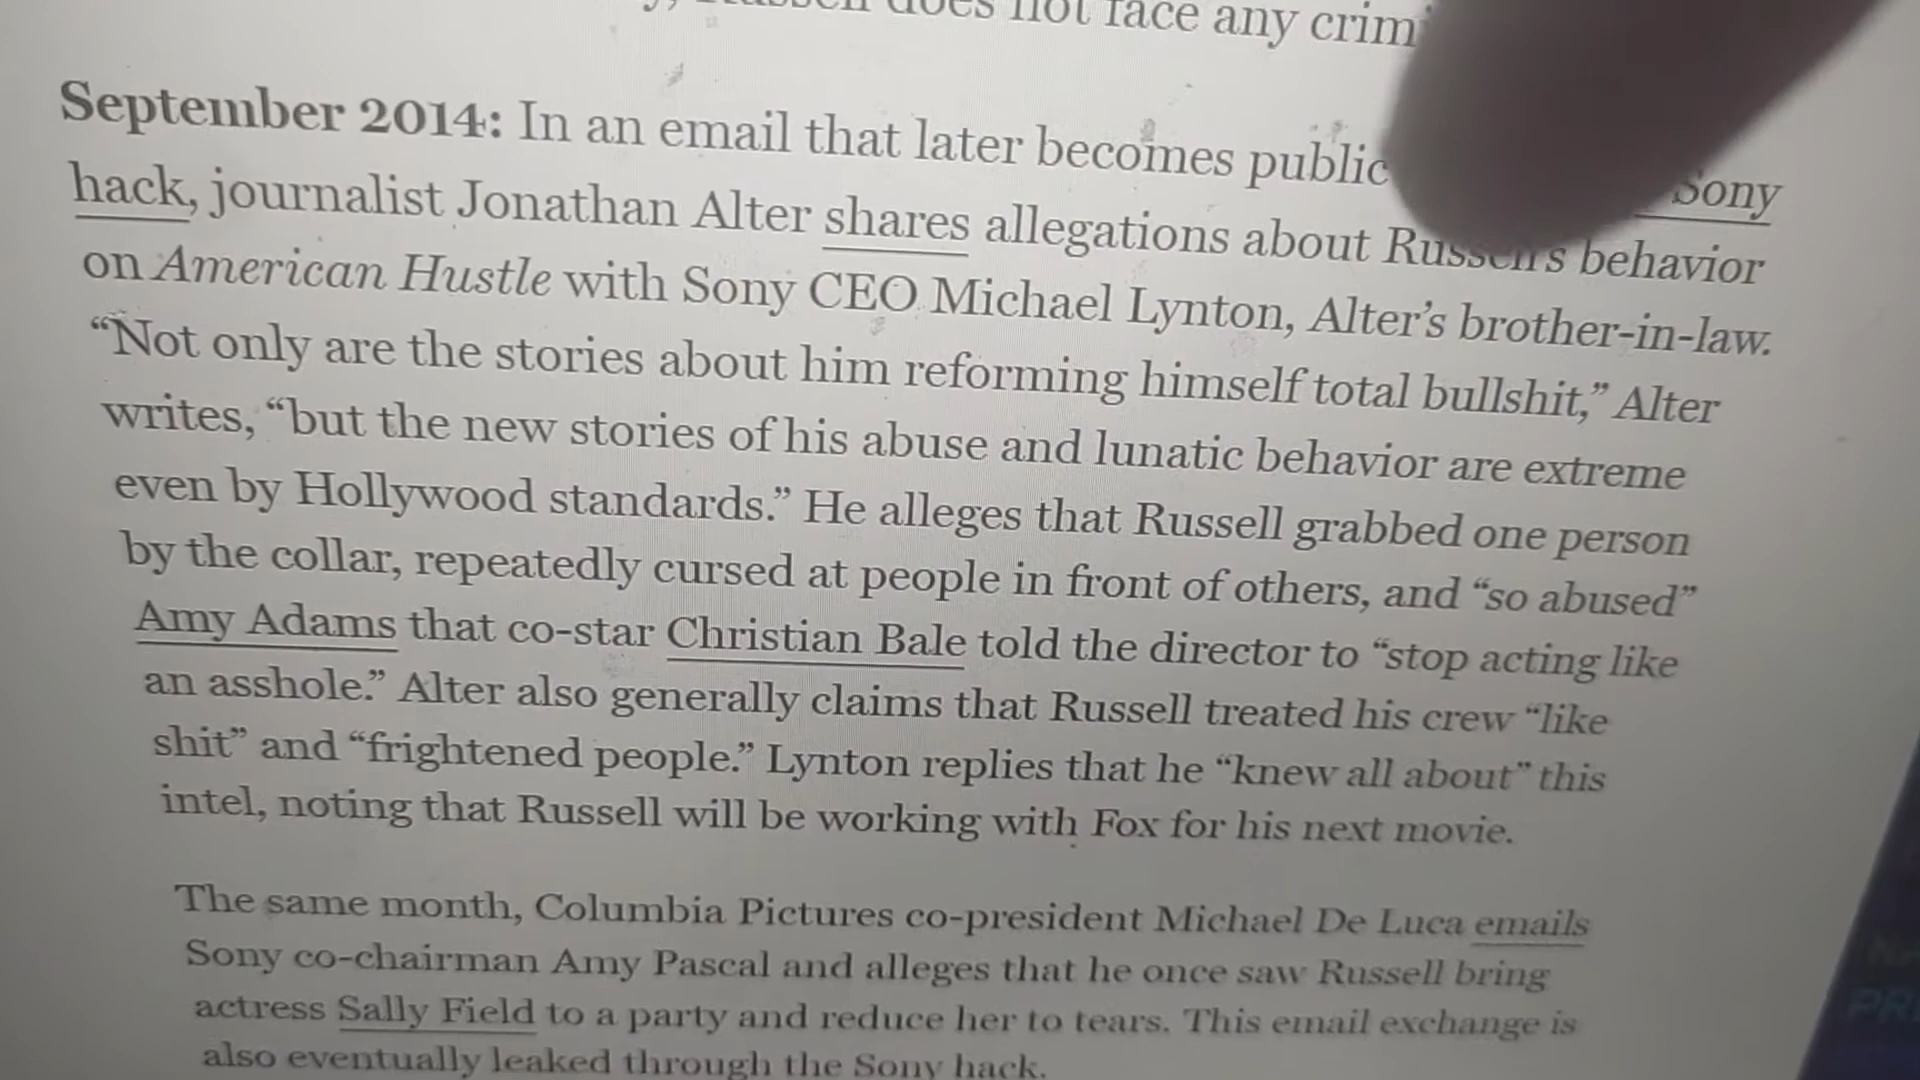 Russell does not face any crim
September 2014: In an email that later becomes public Sony
hack, journalist Jonathan Alter shares allegations about Russell's behavior
on American Hustle with Sony CEO Michael Lynton, Alter’s brother-in-law.
“Not only are the stories about him reforming himself total bullshit,” Alter
writes, “but the new stories of his abuse and lunatic behavior are extreme
even by Hollywood standards.” He alleges that Russell grabbed one person
by the collar, repeatedly cursed at people in front of others, and “so abused”
Amy Adams that co-star Christian Bale told the director to “stop acting like
an asshole.” Alter also generally claims that Russell treated his crew “like
shit” and “frightened people.” Lynton replies that he “knew all about” this
intel, noting that Russell will be working with Fox for his next movie.
The same month, Columbia Pictures co-president Michael De Luca emails
Sony co-chairman Amy Pascal and alleges that he once saw Russell bring
actress Sally Field to a party and reduce her to tears. This email exchange is
also eventually leaked through the Sony hack.